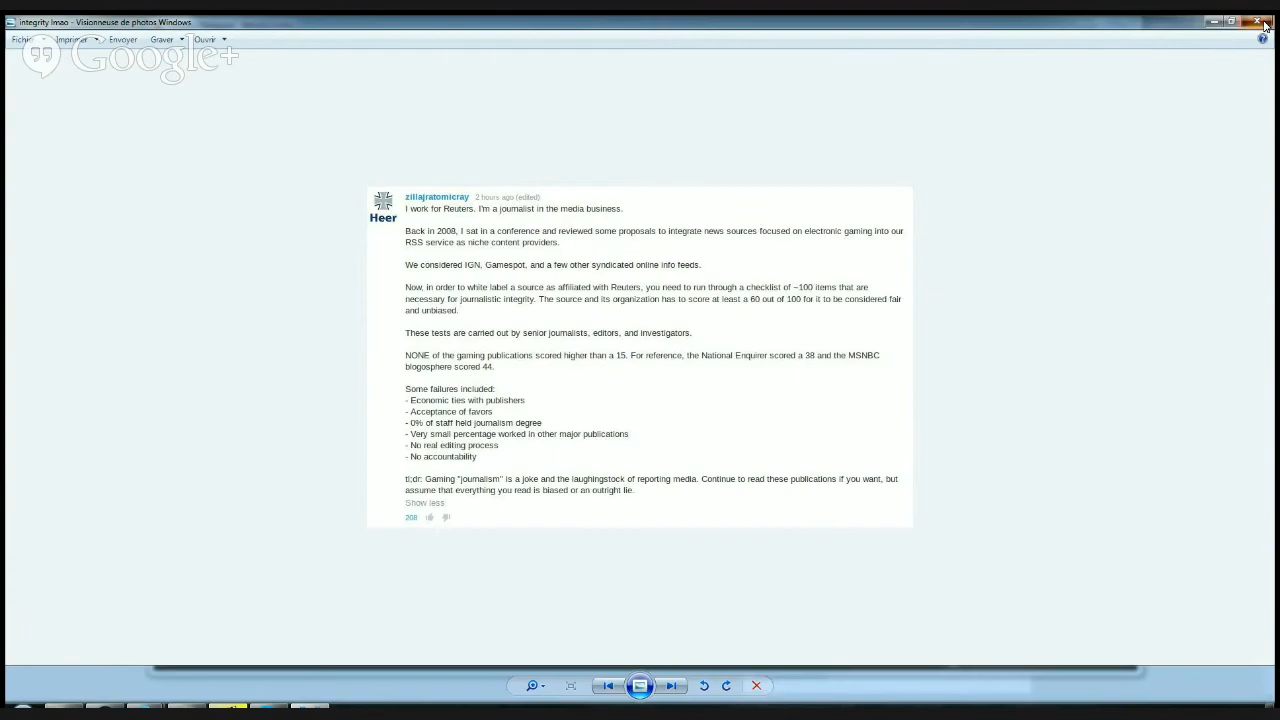 integrity lmao - Visionneuse de photos Windows
Imprimer Envoyer Graver Ouvrir
Google+
zillajratomicray 2 hours ago (edited)
Heer
I work for Reuters. I'm a journalist in the media business.
Back in 2008, I sat in a conference and reviewed some proposals to integrate news sources focused on electronic gaming into our
RSS service as niche content providers.
We considered IGN, Gamespot, and a few other syndicated online info feeds.
Now, in order to white label a source as affiliated with Reuters, you need to run through a checklist of ~100 items that are
necessary for journalistic integrity. The source and its organization has to score at least a 60 out of 100 for it to be considered fair
and unbiased.
These tests are carried out by senior journalists, editors, and investigators.
NONE of the gaming publications scored higher than a 15. For reference, the National Enquirer scored a 38 and the MSNBC
blogosphere scored 44.
Some failures included:
- Economic ties with publishers
- Acceptance of favors
- 0% of staff held journalism degree
- Very small percentage worked in other major publications
- No real editing process
- No accountability
tl;dr: Gaming "journalism" is a joke and the laughingstock of reporting media. Continue to read these publications if you want, but
assume that everything you read is biased or an outright lie.
Show less
208